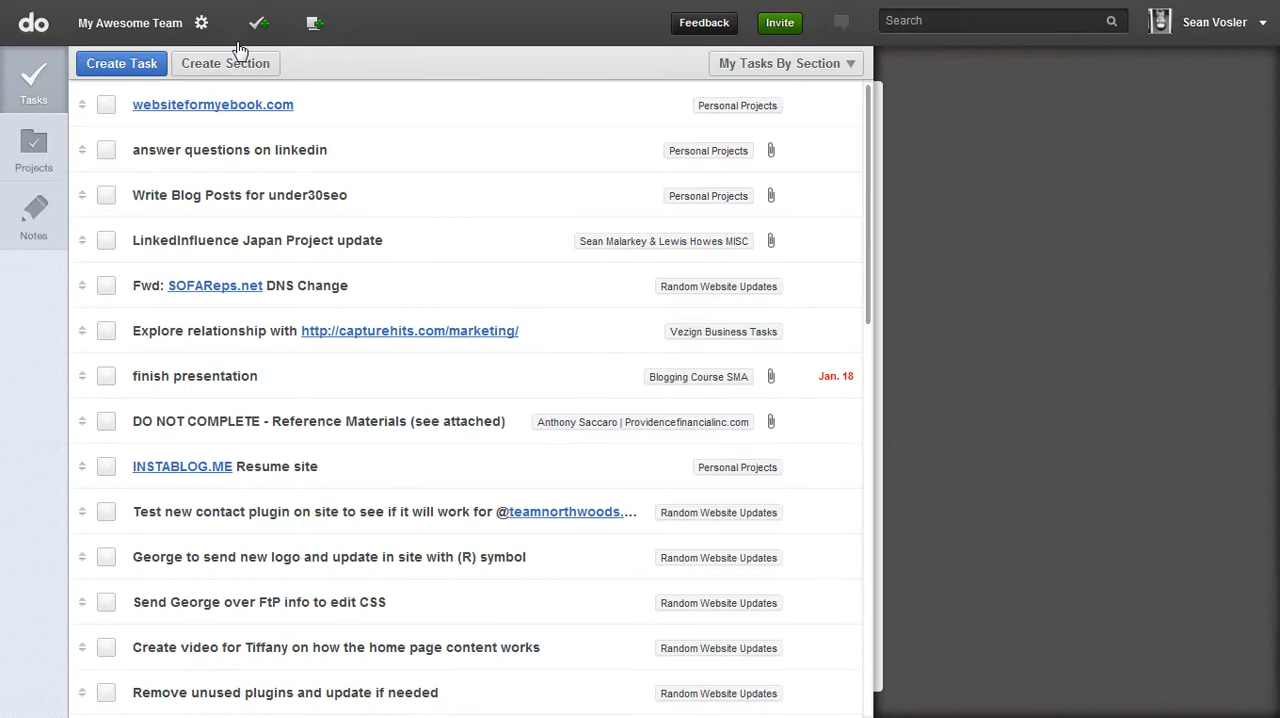 do My Awesome Team Feedback Invite Search Sean Vosler
Create Task Create Section My Tasks By Section
Tasks
Projects
Notes
websiteformyebook.com Personal Projects
answer questions on linkedin Personal Projects
Write Blog Posts for under30seo Personal Projects
LinkedInfluence Japan Project update Sean Malarkey & Lewis Howes MISC
Fwd: SOFAReps.net DNS Change Random Website Updates
Explore relationship with http://capturehits.com/marketing/ Vezign Business Tasks
finish presentation Blogging Course SMA Jan. 18
DO NOT COMPLETE - Reference Materials (see attached) Anthony Saccaro | Providencefinancialinc.com
INSTABLOG.ME Resume site Personal Projects
Test new contact plugin on site to see if it will work for @teamnorthwoods.... Random Website Updates
George to send new logo and update in site with (R) symbol Random Website Updates
Send George over FtP info to edit CSS Random Website Updates
Create video for Tiffany on how the home page content works Random Website Updates
Remove unused plugins and update if needed Random Website Updates